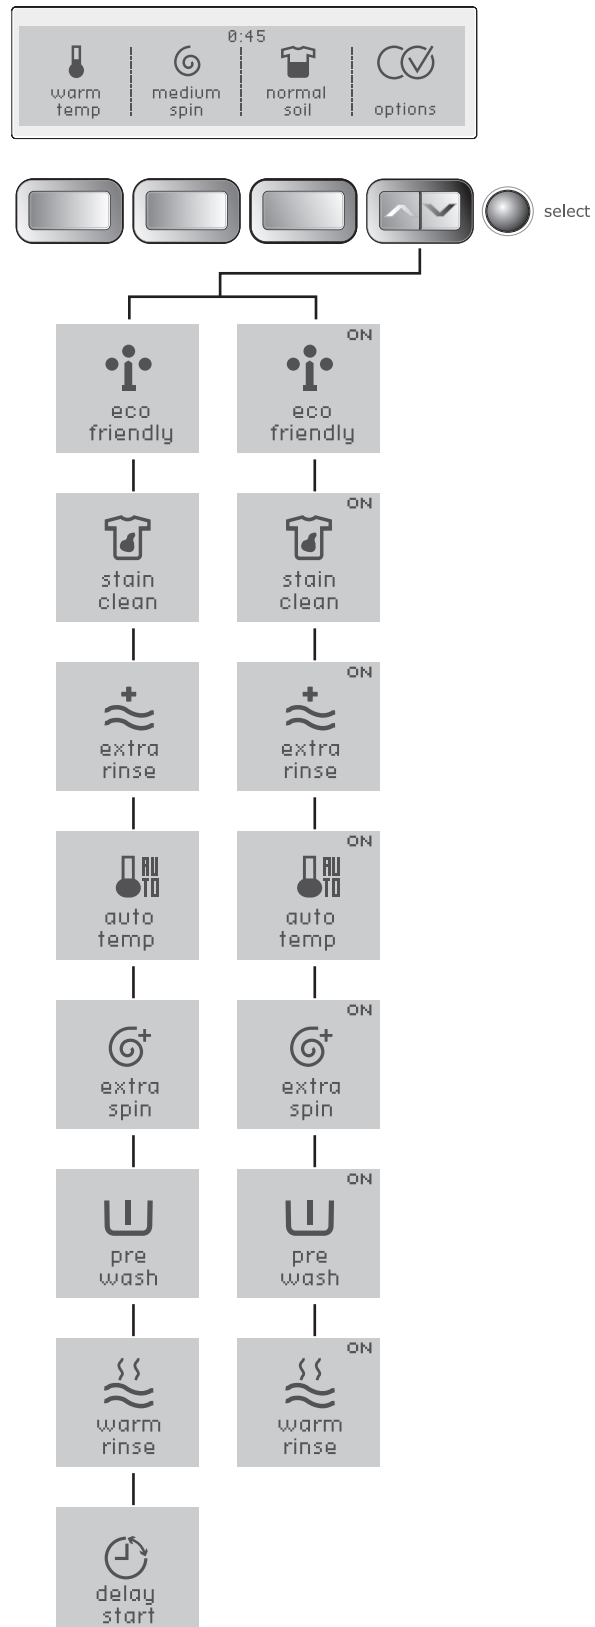 0:45
warm
temp
medium
spin
normal
soil
options
select
eco
friendly
ON
eco
friendly
stain
clean
ON
stain
clean
extra
rinse
ON
extra
rinse
AU
TO
auto
temp
ON
AU
TO
auto
temp
extra
spin
ON
extra
spin
pre
wash
ON
pre
wash
warm
rinse
ON
warm
rinse
delay
start